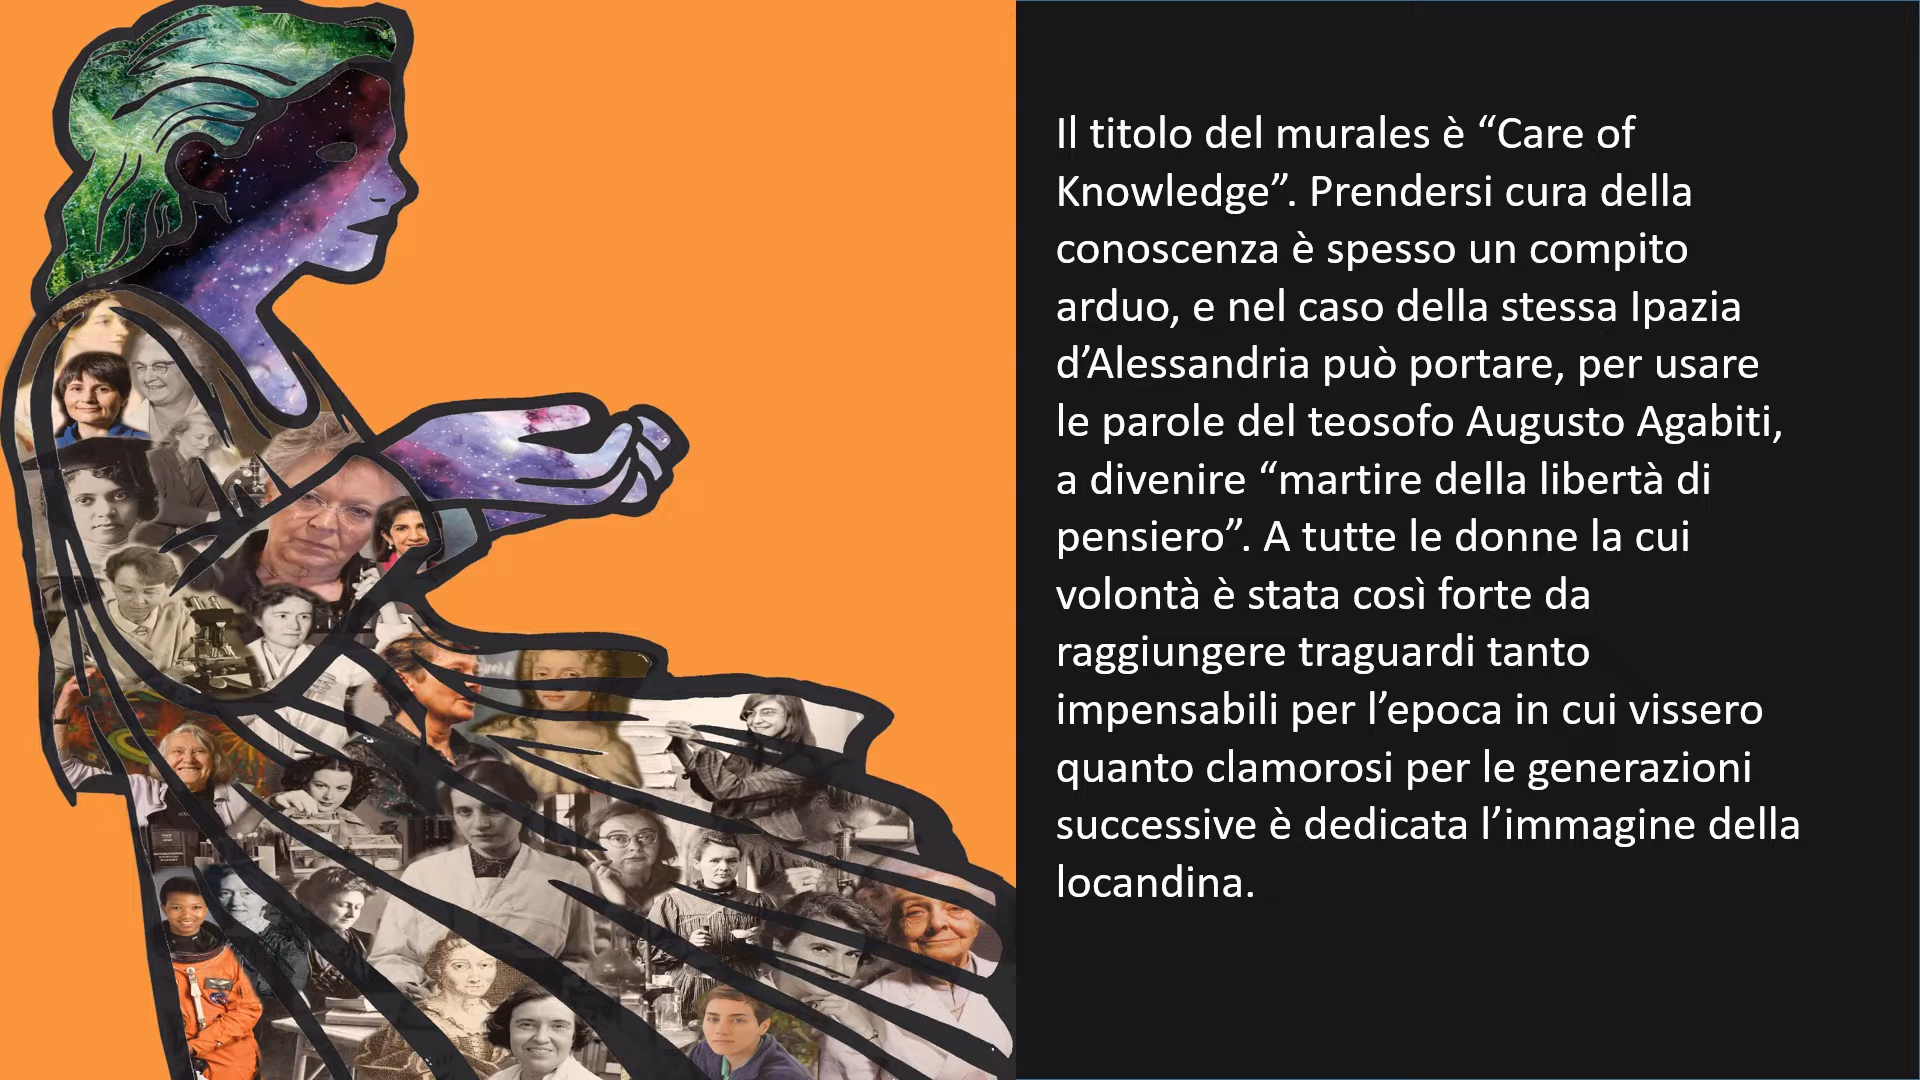 Il titolo del murales è “Care of
Knowledge”. Prendersi cura della
conoscenza è spesso un compito
arduo, e nel caso della stessa Ipazia
d’Alessandria può portare, per usare
le parole del teosofo Augusto Agabiti,
a divenire “martire della libertà di
pensiero”. A tutte le donne la cui
volontà è stata così forte da
raggiungere traguardi tanto
impensabili per l’epoca in cui vissero
quanto clamorosi per le generazioni
successive è dedicata l’immagine della
locandina.